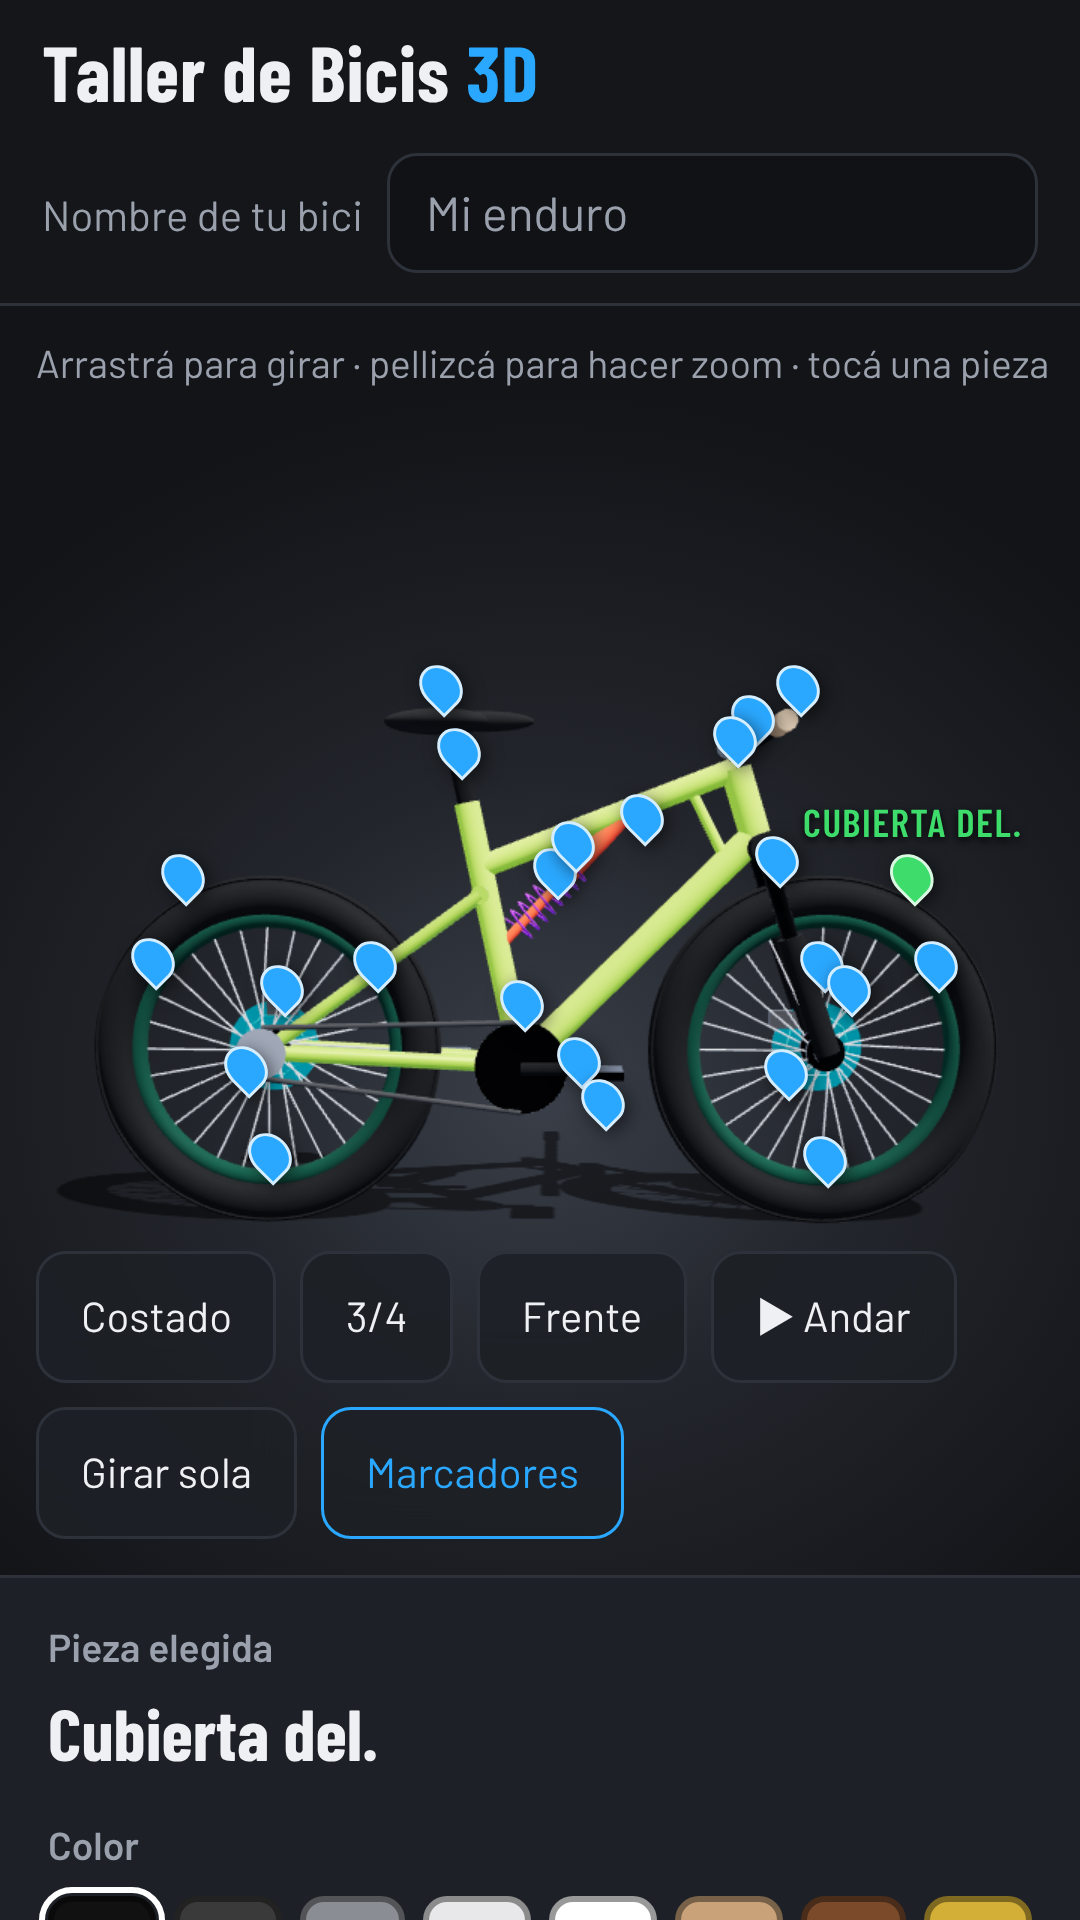 Taller de Bicis 3D
Nombre de tu bici
Mi enduro
Arrastrá para girar · pellizcá para hacer zoom · tocá una pieza
CUBIERTA DEL.
Costado
3/4
Frente
▶ Andar
Girar sola
Marcadores
Pieza elegida
Cubierta del.
Color